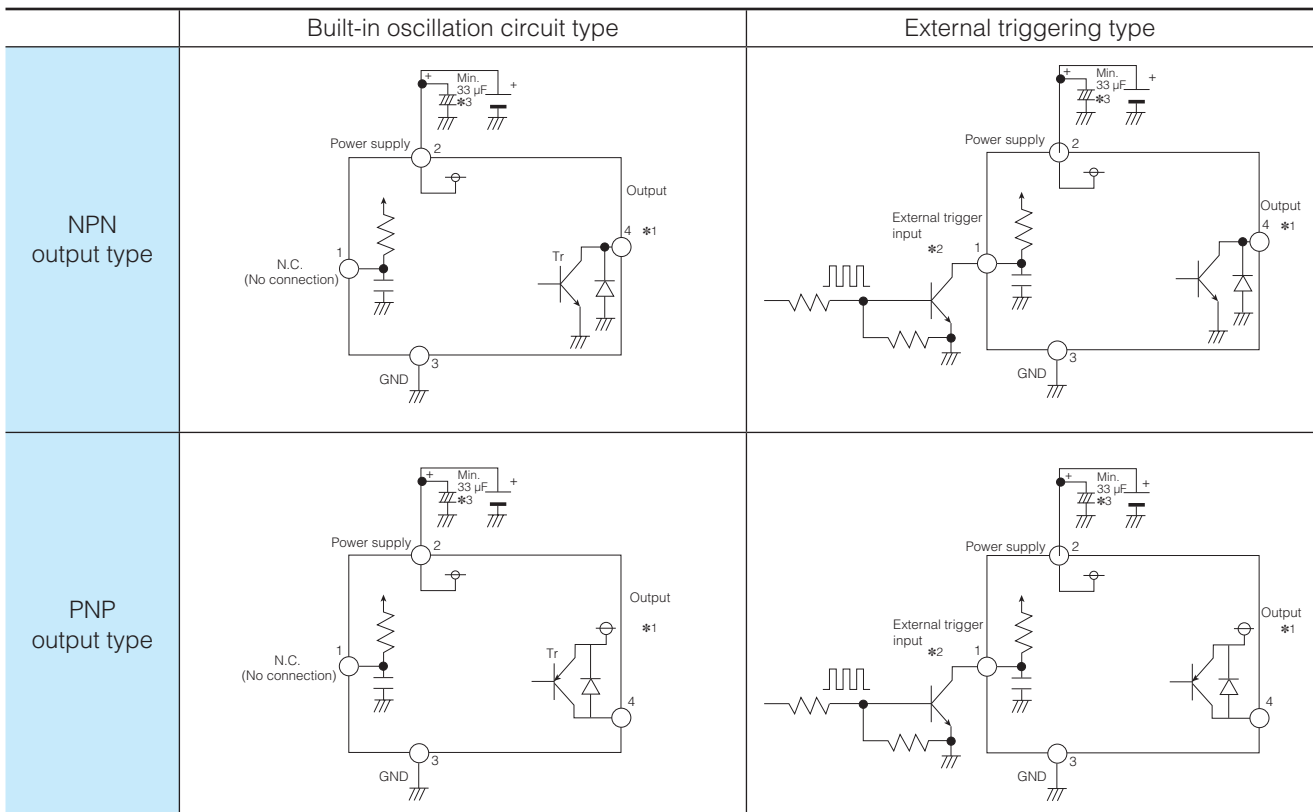 Built-in oscillation circuit type
External triggering type
NPN
output type
+
Min.
33 µF
✽3
+
Power supply
2
Output
4 ✽1
Tr
1
N.C.
(No connection)
3
GND
+
Min.
33 µF
✽3
+
Power supply
2
Output
4 ✽1
External trigger
input
✽2
1
3
GND
PNP
output type
+
Min.
33 µF
✽3
+
Power supply
2
Output
✽1
Tr
1
N.C.
(No connection)
4
3
GND
+
Min.
33 µF
✽3
+
Power supply
2
Output
✽1
External trigger
input
✽2
1
4
3
GND